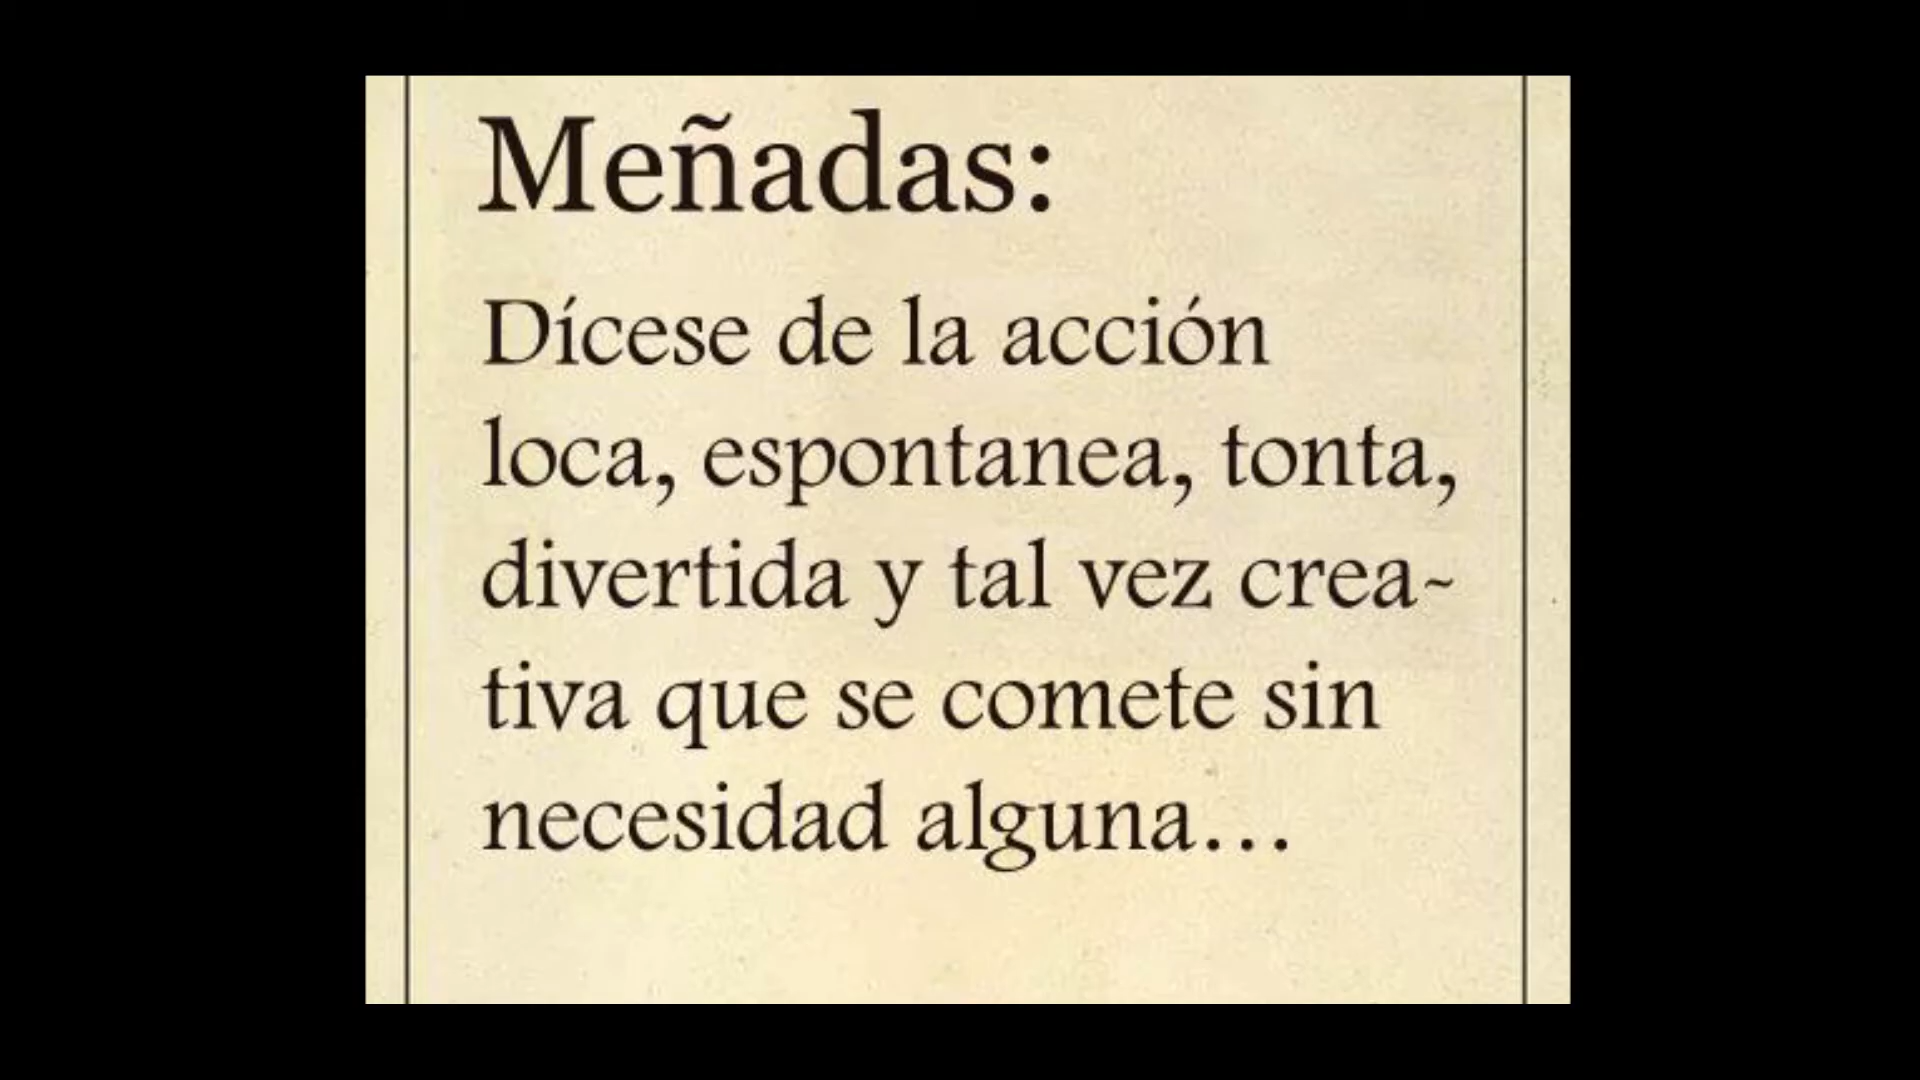 Meñadas:
Dícese de la acción
loca, espontanea, tonta,
divertida y tal vez crea-
tiva que se comete sin
necesidad alguna...